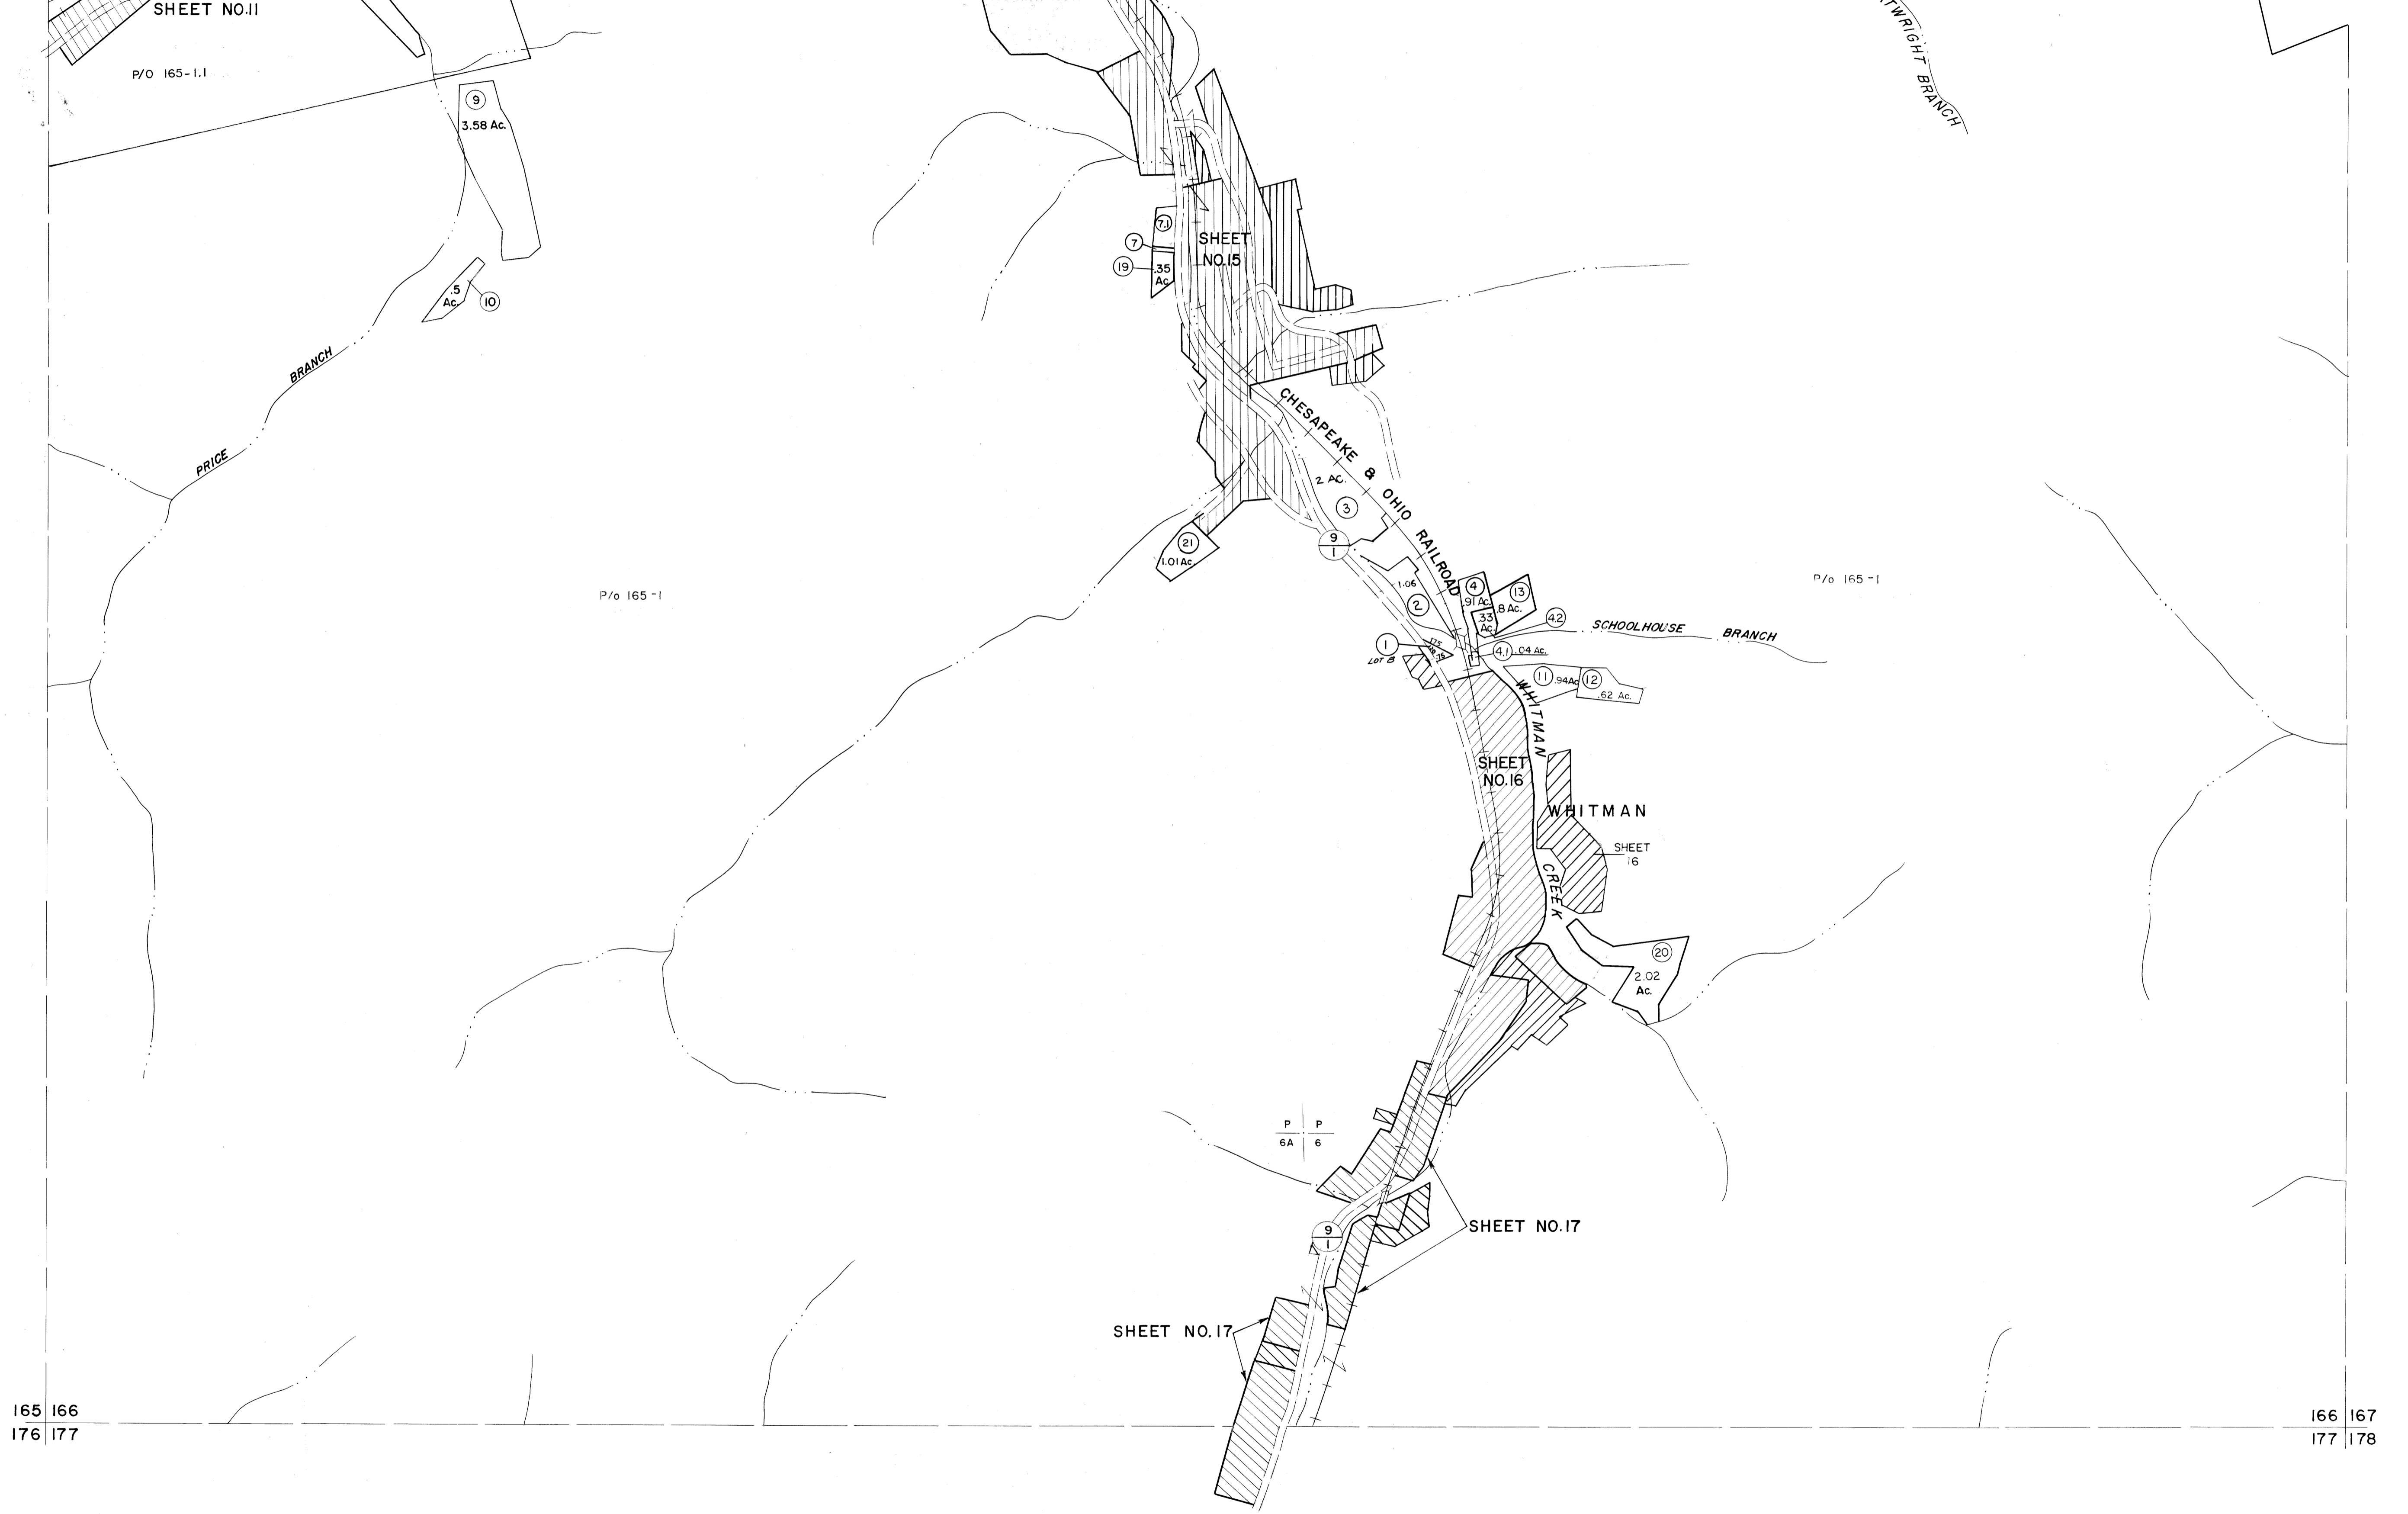 SHEET NO.11
P/O 165-1.1
9
3.58 Ac.
.5
Ac.
10
BRANCH
PRICE
7.1
7
19
.35
Ac
SHEET
NO.15
CHESAPEAKE & OHIO RAILROAD
2 AC.
3
9
1
21
1.01 Ac.
P/o 165-1
1.06
2
4
.91 Ac.
13
.8 Ac.
.33
Ac.
4.2
1
LOT B
175
4.1
.04 Ac.
SCHOOLHOUSE BRANCH
P/o 165-1
11
.94Ac
12
.62 Ac.
WHITMAN
CREEK
SHEET
NO.16
WHITMAN
SHEET
16
20
2.02
Ac.
P P
6A 6
9
1
SHEET NO.17
SHEET NO.17
165 166
176 177
166 167
177 178